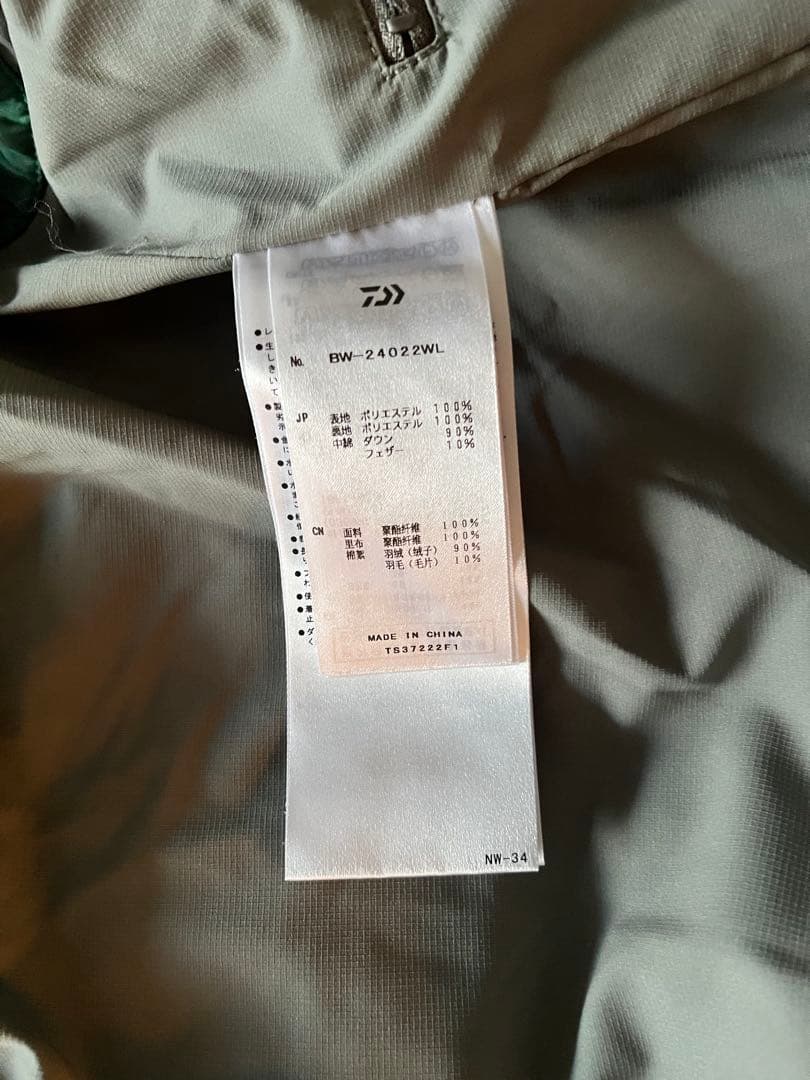 No. BW-24022WL
JP 表地 ポリエステル 100%
裏地 ポリエステル 100%
中綿 ダウン 90%
フェザー 10%
CN 面料 聚酯纤维 100%
里布 聚酯纤维 100%
棉絮 羽绒（绒子） 90%
羽毛（毛片） 10%
MADE IN CHINA
TS37222F1
NW-34